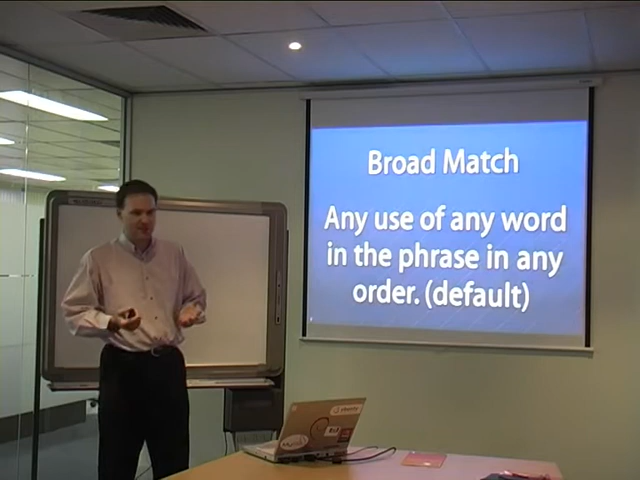 Broad Match
Any use of any word
in the phrase in any
order. (default)